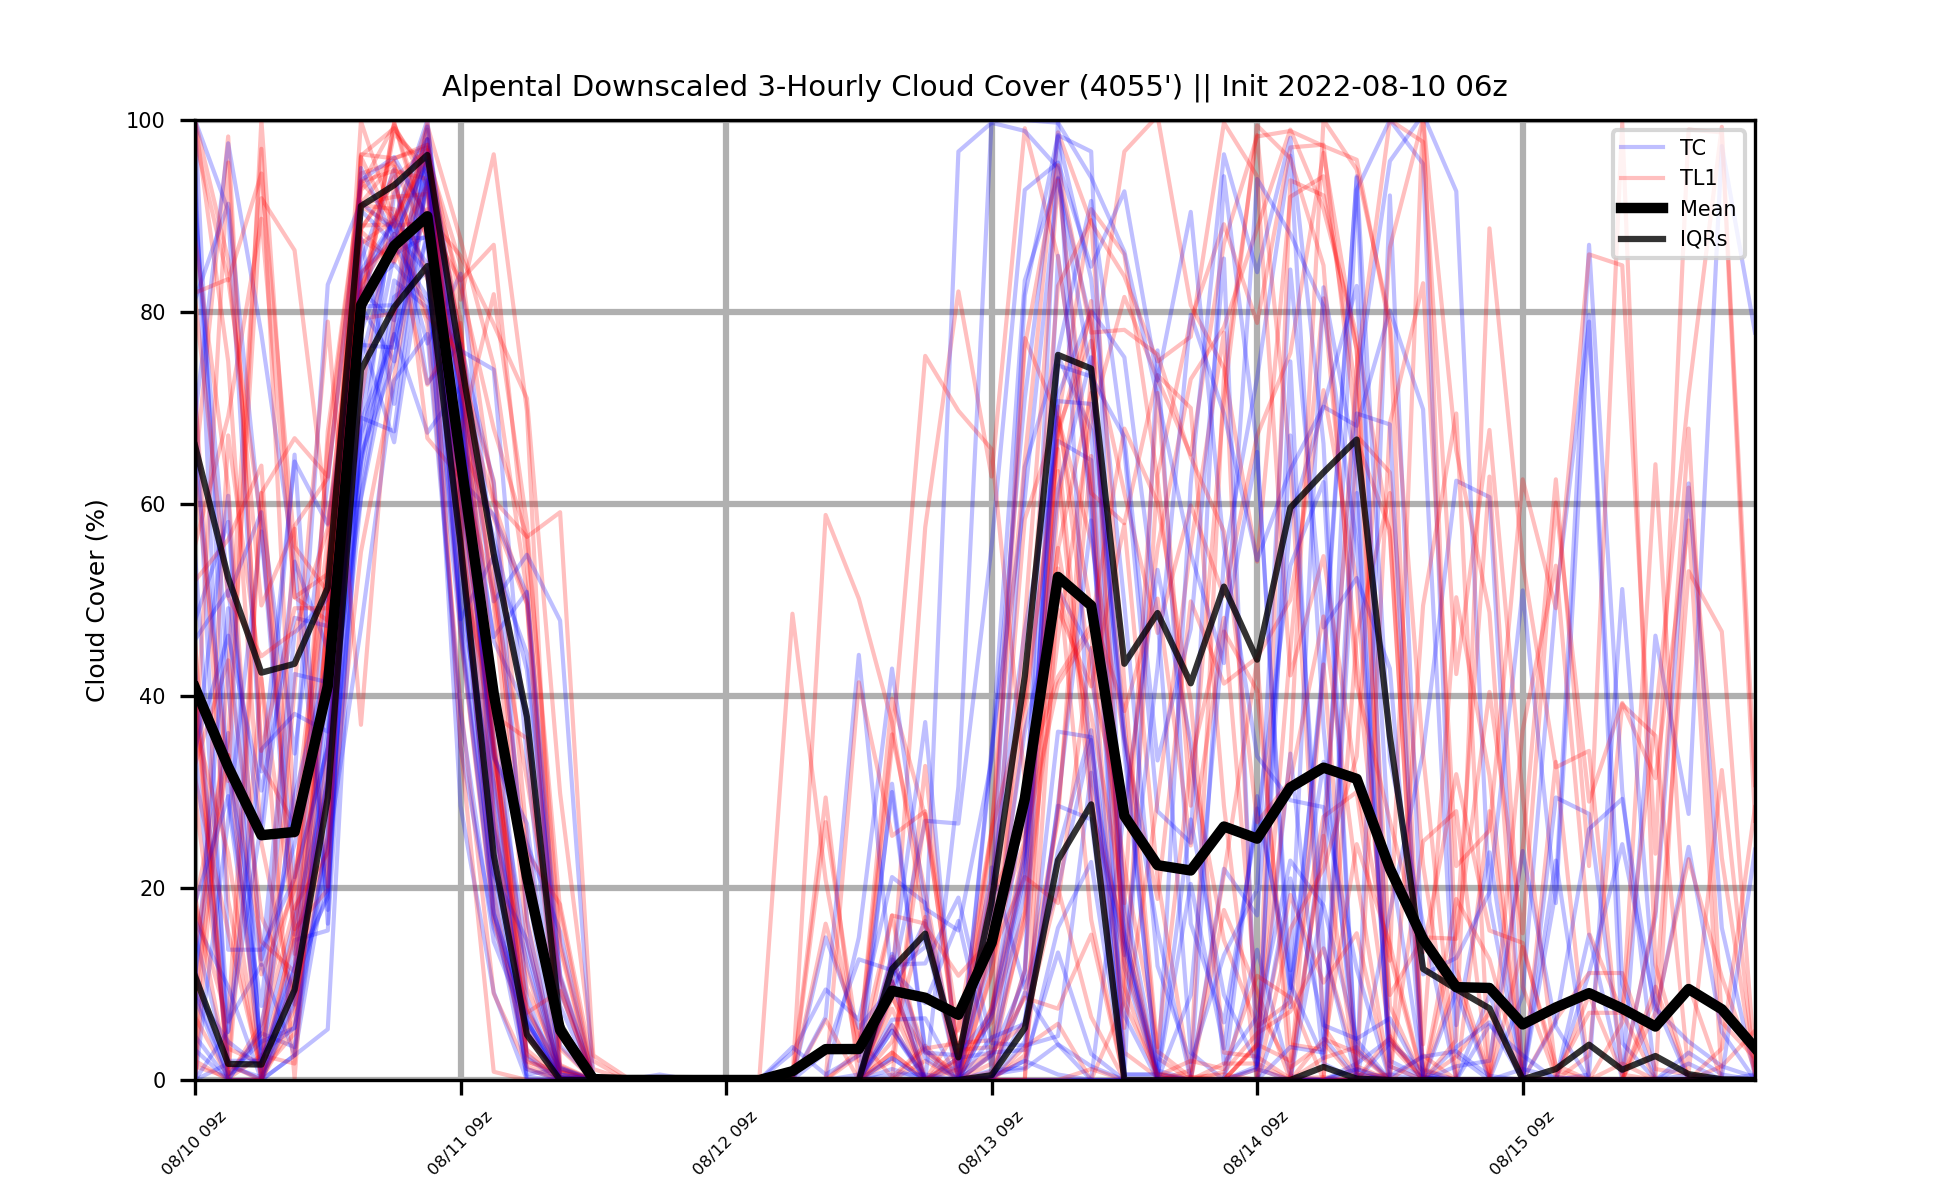 Alpental Downscaled 3-Hourly Cloud Cover (4055') || Init 2022-08-10 06z
Cloud Cover (%)
100
80
60
40
20
0
TC
TL1
Mean
IQRs
08/10 09z
08/11 09z
08/12 09z
08/13 09z
08/14 09z
08/15 09z